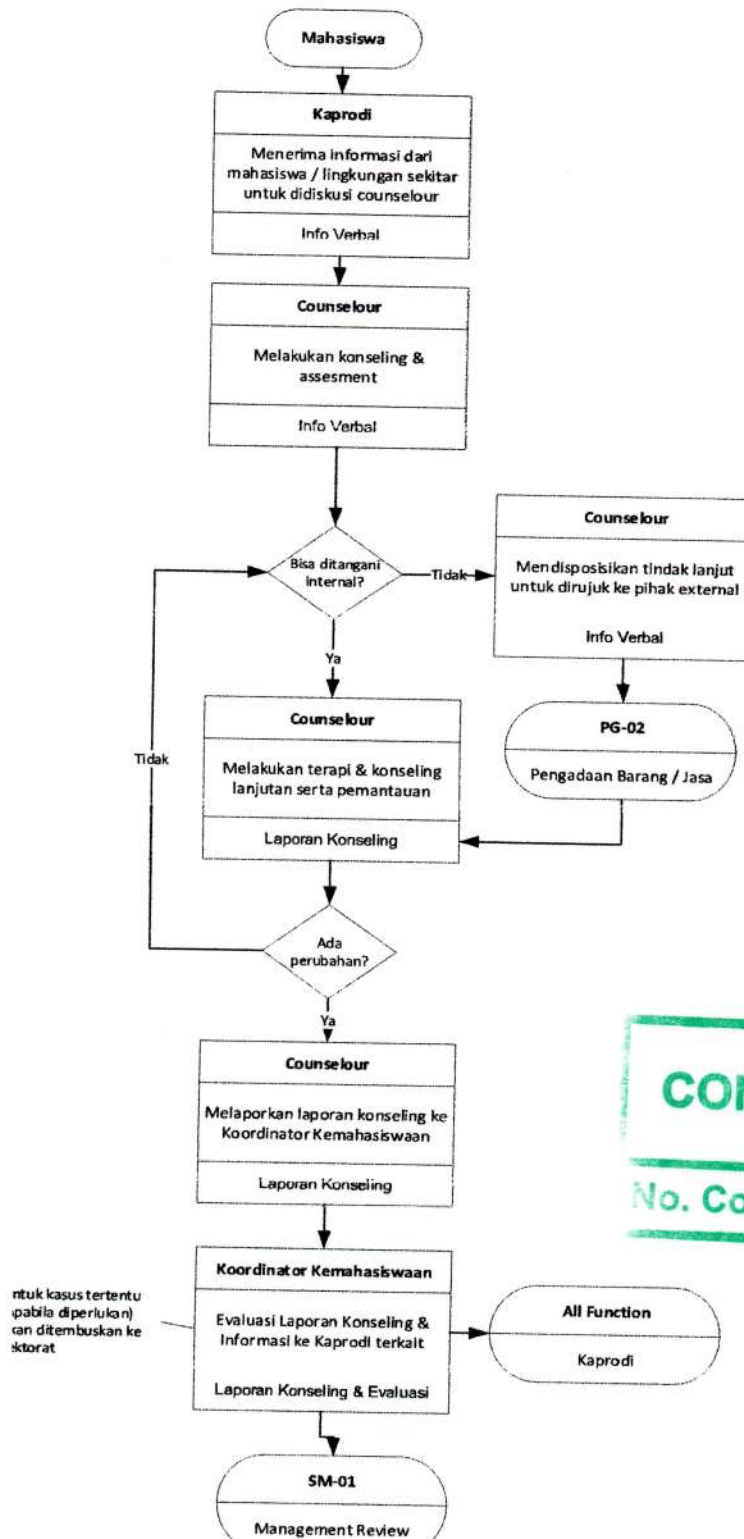 Mahasiswa
Kaprodi
Menerima informasi dari
mahasiswa / lingkungan sekitar
untuk didiskusi counselour
Info Verbal
Counselour
Melakukan konseling &
assesment
Info Verbal
Bisa ditangani
internal?
Tidak
Counselour
Mendisposisikan tindak lanjut
untuk dirujuk ke pihak external
Info Verbal
Ya
PG-02
Pengadaan Barang / Jasa
Tidak
Counselour
Melakukan terapi & konseling
lanjutan serta pemantauan
Laporan Konseling
Ada
perubahan?
Ya
Counselour
Melaporkan laporan konseling ke
Koordinator Kemahasiswaan
Laporan Konseling
CO
No. Co
Koordinator Kemahasiswaan
Evaluasi Laporan Konseling &
Informasi ke Kaprodi terkait
Laporan Konseling & Evaluasi
ntuk kasus tertentu
pabila diperlukan)
kan ditembuskan ke
ektorat
All Function
Kaprodi
SM-01
Management Review